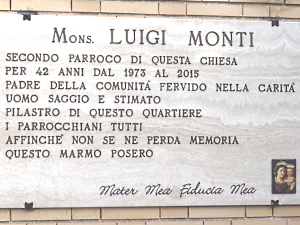 Mons. LUIGI MONTI
SECONDO PARROCO DI QUESTA CHIESA
PER 42 ANNI DAL 1973 AL 2015
PADRE DELLA COMUNITÀ FERVIDO NELLA CARITÀ
UOMO SAGGIO E STIMATO
PILASTRO DI QUESTO QUARTIERE
I PARROCCHIANI TUTTI
AFFINCHE' NON SE NE PERDA MEMORIA
QUESTO MARMO POSERO
Mater Mea Fiducia Mea